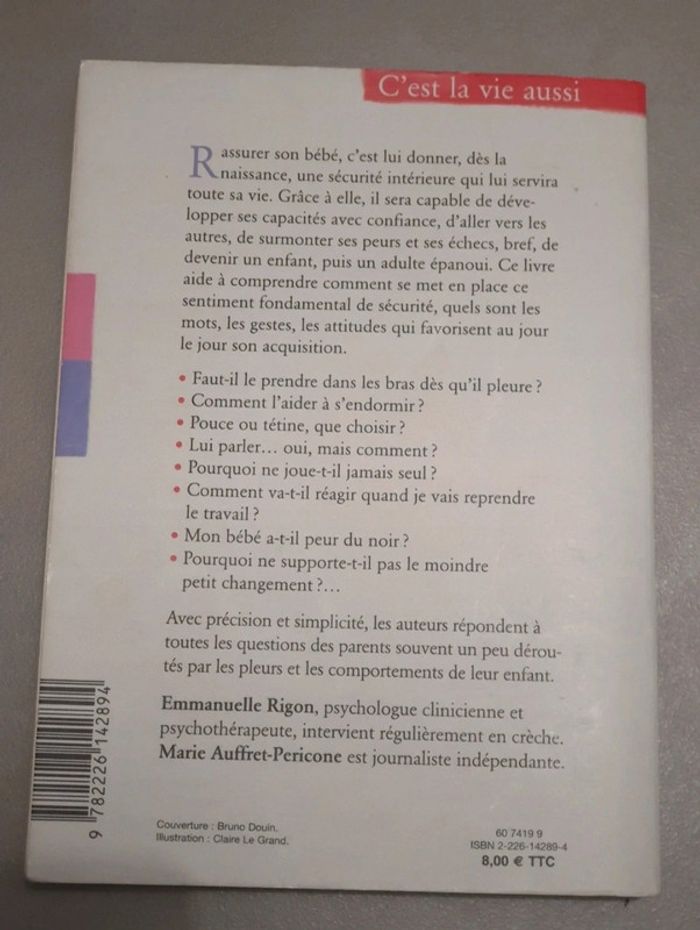 C'est la vie aussi
Rassurer son bébé, c'est lui donner, dès la
naissance, une sécurité intérieure qui lui servira
toute sa vie. Grâce à elle, il sera capable de déve-
lopper ses capacités avec confiance, d'aller vers les
autres, de surmonter ses peurs et ses échecs, bref, de
devenir un enfant, puis un adulte épanoui. Ce livre
aide à comprendre comment se met en place ce
sentiment fondamental de sécurité, quels sont les
mots, les gestes, les attitudes qui favorisent au jour
le jour son acquisition.
• Faut-il le prendre dans les bras dès qu'il pleure ?
• Comment l'aider à s'endormir ?
• Pouce ou tétine, que choisir ?
• Lui parler… oui, mais comment ?
• Pourquoi ne joue-t-il jamais seul ?
• Comment va-t-il réagir quand je vais reprendre
le travail ?
• Mon bébé a-t-il peur du noir ?
• Pourquoi ne supporte-t-il pas le moindre
petit changement ?…
Avec précision et simplicité, les auteurs répondent à
toutes les questions des parents souvent un peu dérou-
tés par les pleurs et les comportements de leur enfant.
Emmanuelle Rigon, psychologue clinicienne et
psychothérapeute, intervient régulièrement en crèche.
Marie Auffret-Pericone est journaliste indépendante.
9 782226 142894
Couverture : Bruno Douin.
Illustration : Claire Le Grand.
60 7419 9
ISBN 2-226-14289-4
8,00 € TTC